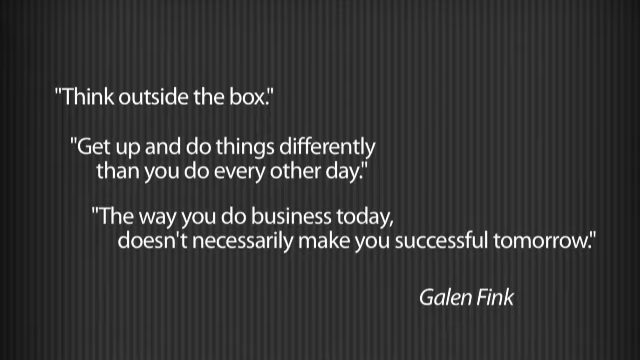 "Think outside the box."
"Get up and do things differently
than you do every other day."
"The way you do business today,
doesn't necessarily make you successful tomorrow."
Galen Fink